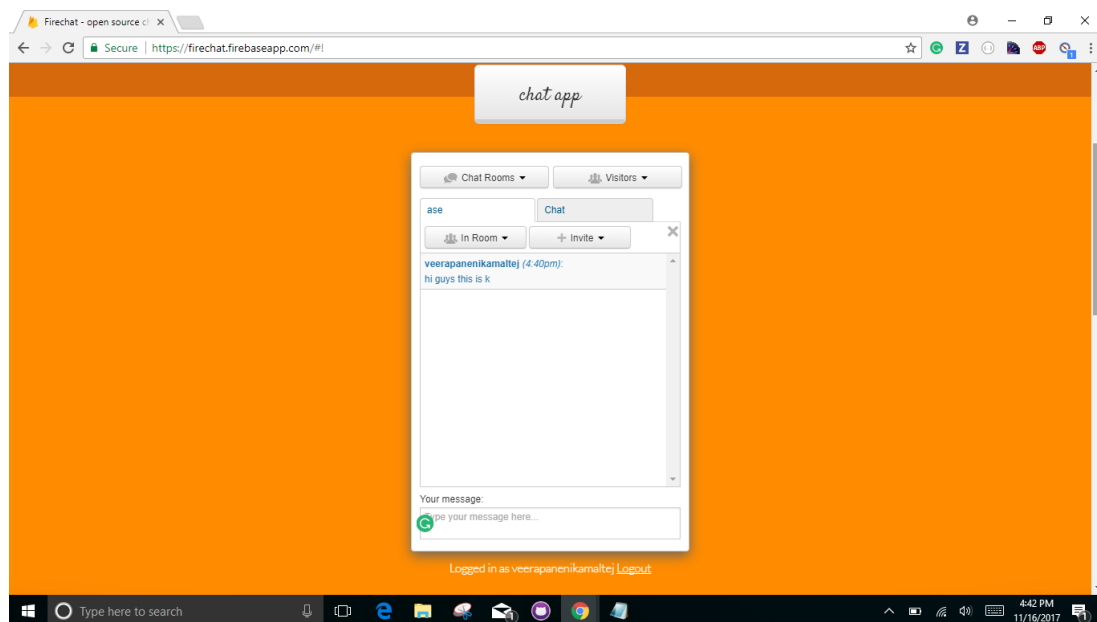 Firechat - open source c
Secure | https://firechat.firebaseapp.com/#!
Z
ABP
1
chat app
Chat Rooms
Visitors
ase
Chat
In Room
Invite
veerapanenikamaltej (4:40pm):
hi guys this is k
Your message:
Type your message here...
Logged in as veerapanenikamaltej Logout
Type here to search
4:42 PM
11/16/2017